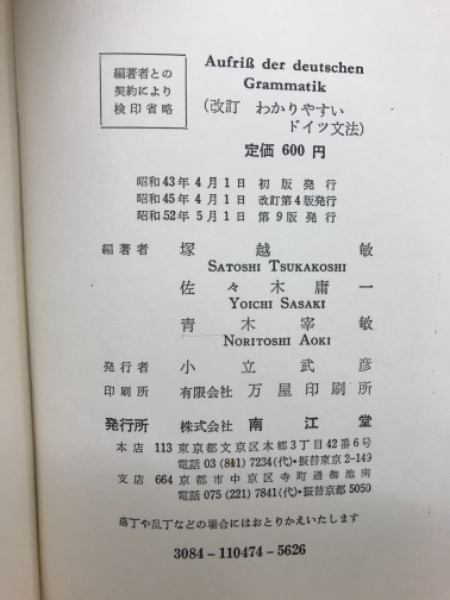 編著者との
契約により
検印省略
Aufriß der deutschen
Grammatik
(改訂 わかりやすい
ドイツ文法)
定価 600 円
昭和43年4月1日 初版発行
昭和45年4月1日 改訂第4版発行
昭和52年5月1日 第9版発行
編著者 塚越敏
SATOSHI TSUKAKOSHI
佐々木庸一
YOICHI SASAKI
青木宰敏
NORITOSHI AOKI
発行者 小立武彦
印刷所 有限会社 万屋印刷所
発行所 株式会社 南江堂
本店 113 東京都文京区本郷3丁目42番6号
電話 03 (811) 7234(代)・振替東京 2-149
支店 664 京都市中京区寺町通御池南
電話 075 (221) 7841(代)・振替京都 5050
落丁や乱丁などの場合にはおとりかえいたします
3084-110474-5626